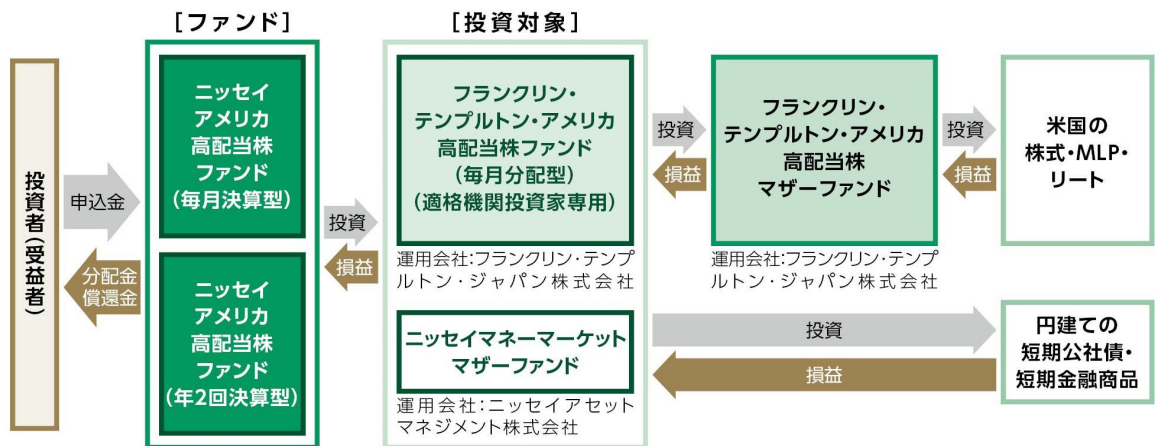 ［ファンド］
［投資対象］
投資者（受益者）
申込金
分配金
償還金
ニッセイ
アメリカ
高配当株
ファンド
（毎月決算型）
ニッセイ
アメリカ
高配当株
ファンド
（年2回決算型）
投資
損益
フランクリン・
テンプルトン・アメリカ
高配当株ファンド
（毎月分配型）
（適格機関投資家専用）
運用会社：フランクリン・テンプ
ルトン・ジャパン株式会社
ニッセイマネーマーケット
マザーファンド
運用会社：ニッセイアセット
マネジメント株式会社
投資
損益
フランクリン・
テンプルトン・アメリカ
高配当株
マザーファンド
運用会社：フランクリン・テンプ
ルトン・ジャパン株式会社
投資
損益
米国の
株式・MLP・
リート
投資
損益
円建ての
短期公社債・
短期金融商品